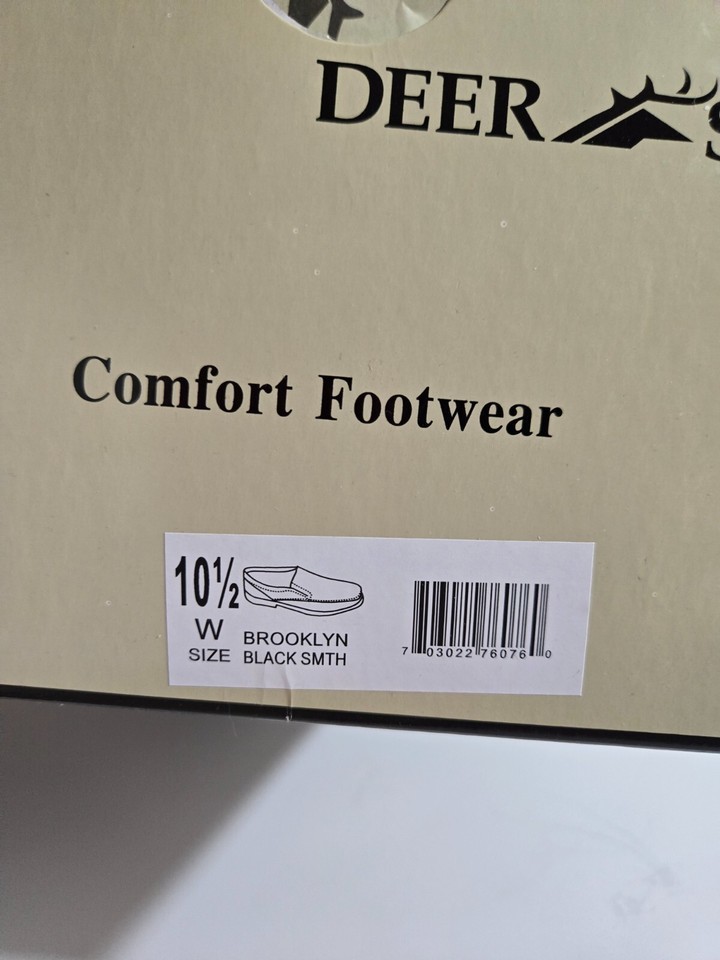 DEER
Comfort Footwear
10½
W
SIZE
BROOKLYN
BLACK SMTH
7 03022 76076 0